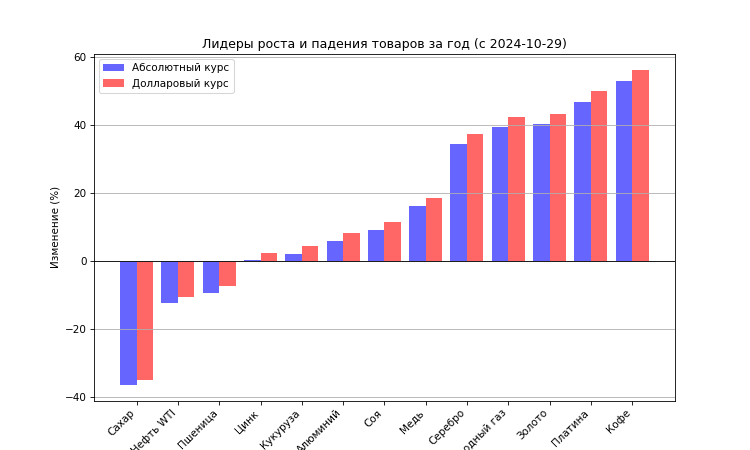 Лидеры роста и падения товаров за год (с 2024-10-29)
Абсолютный курс
Долларовый курс
Изменение (%)
60
40
20
0
−20
−40
Сахар
Нефть WTI
Пшеница
Цинк
Кукуруза
Алюминий
Соя
Медь
Серебро
одный газ
Золото
Платина
Кофе